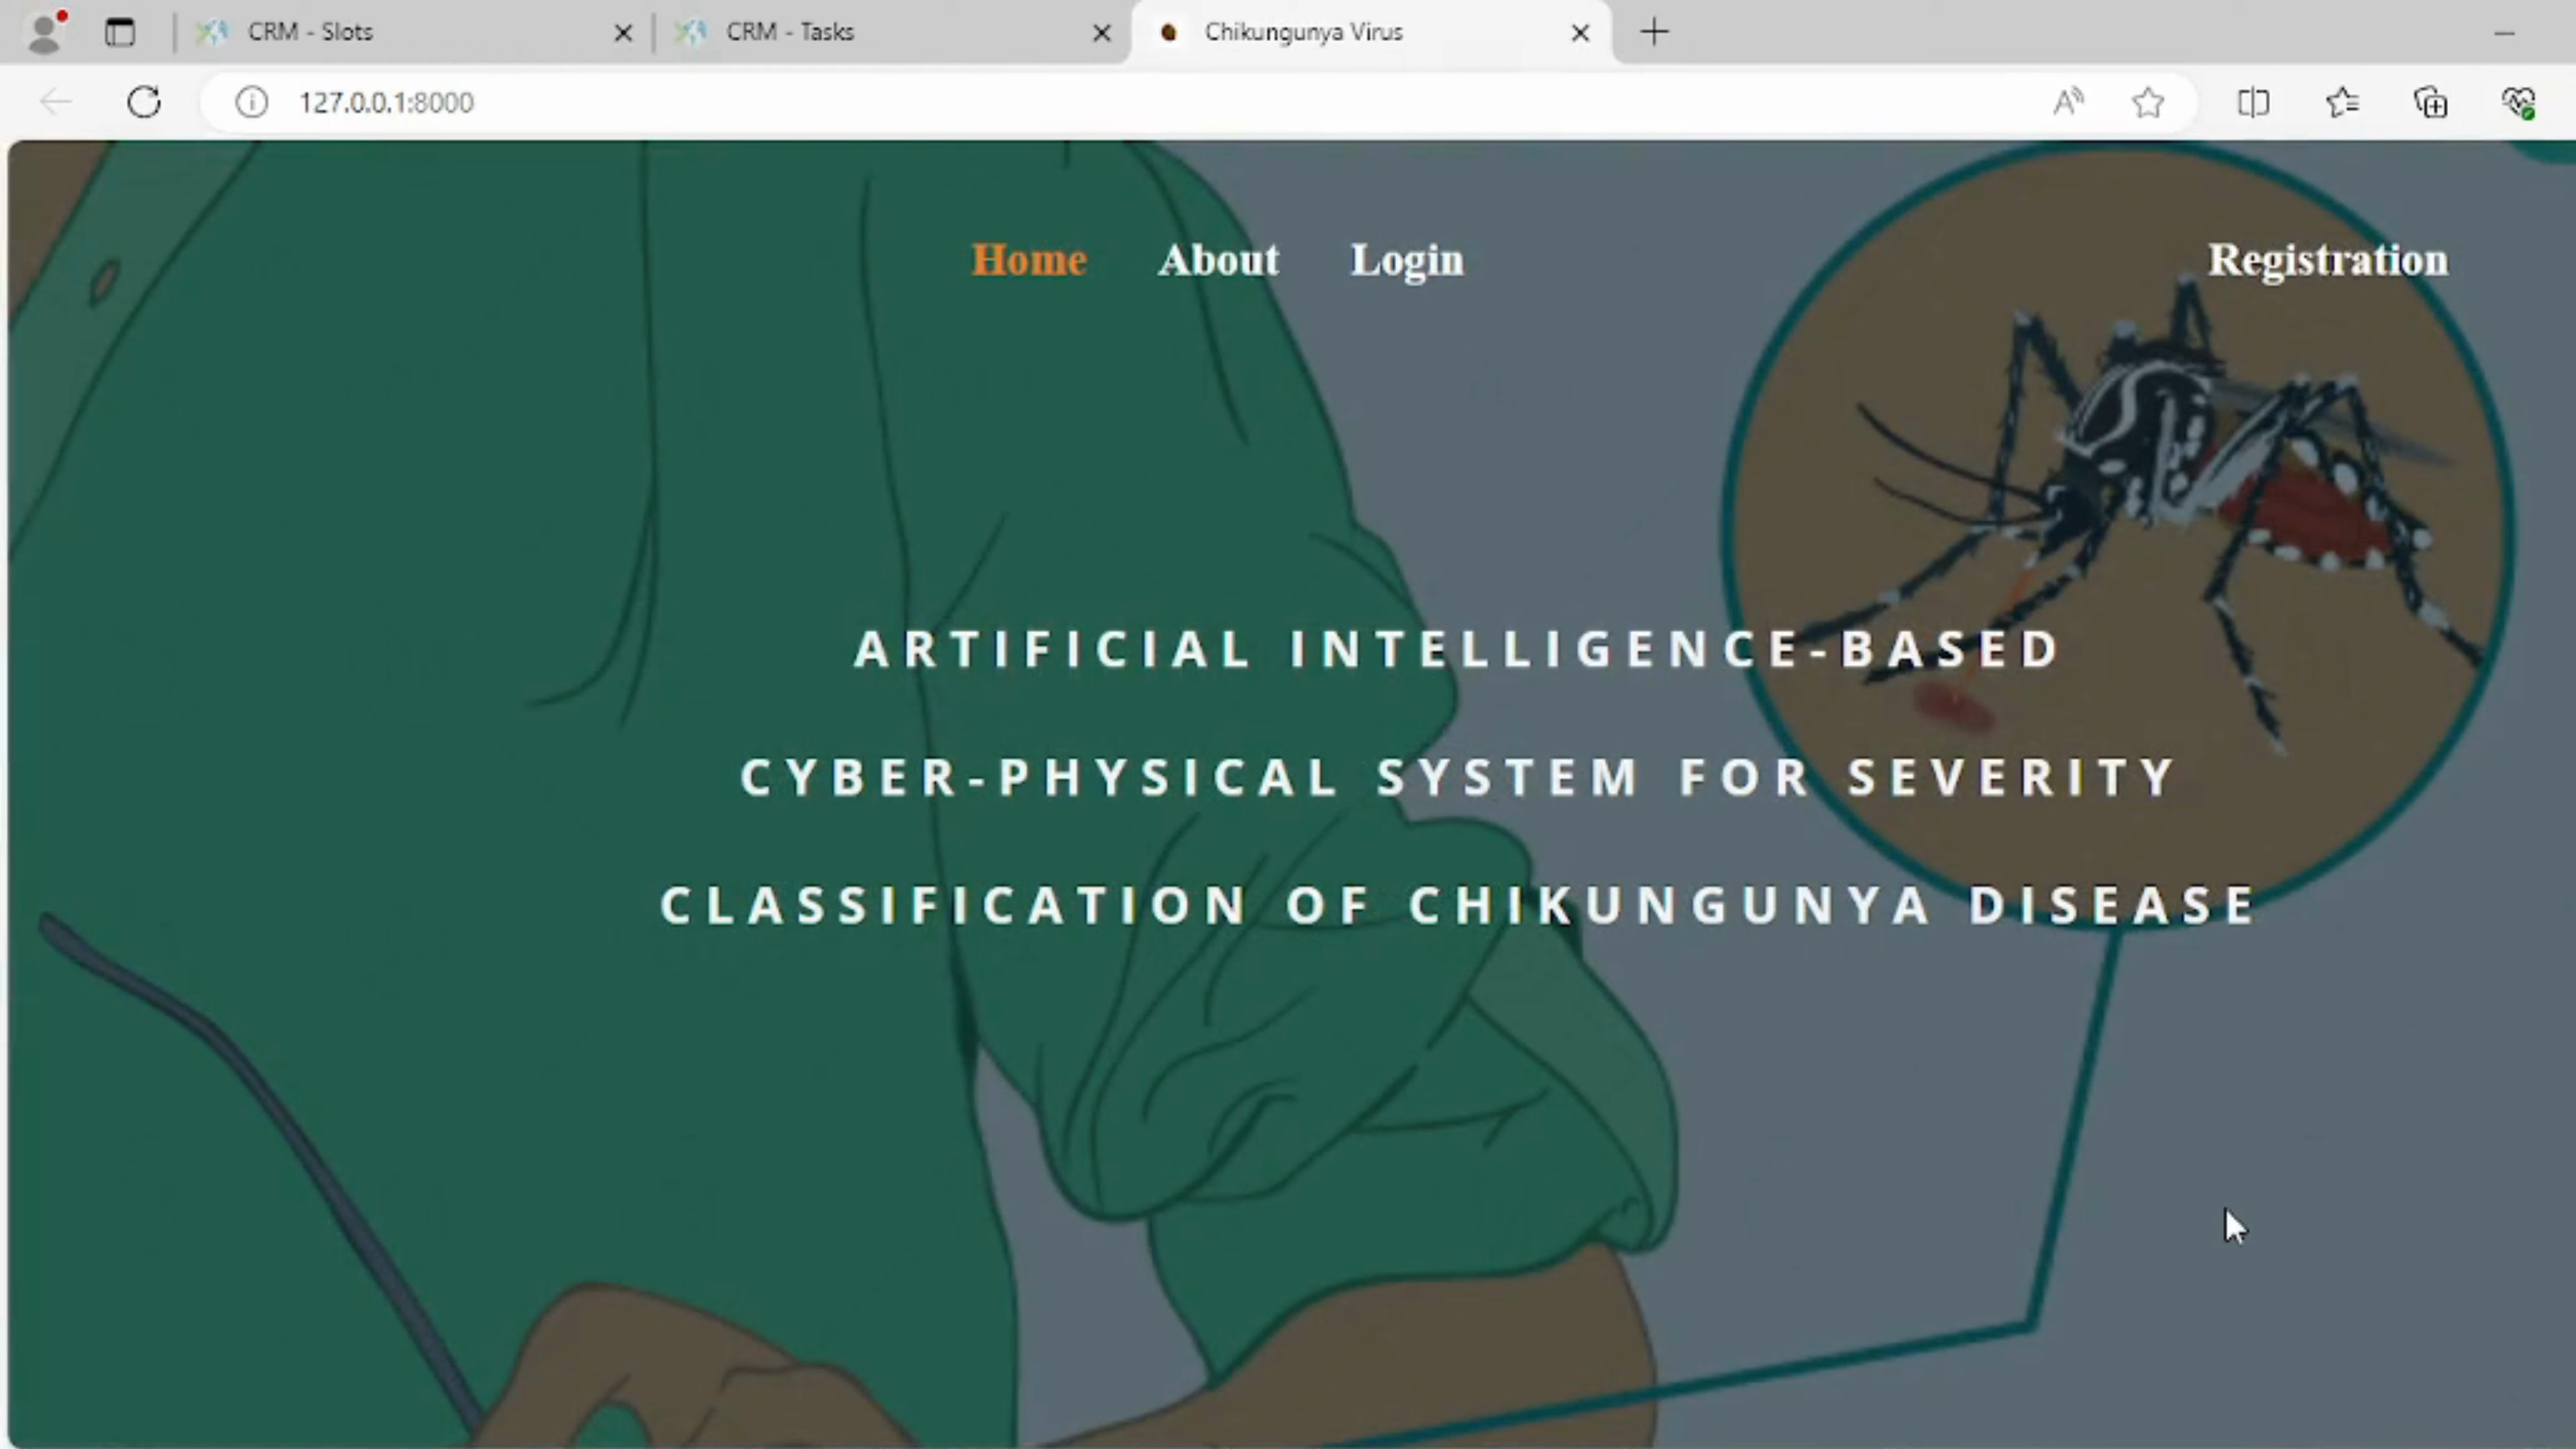 CRM - Slots
CRM - Tasks
Chikungunya Virus
127.0.0.1:8000
Home About Login Registration
ARTIFICIAL INTELLIGENCE-BASED
CYBER-PHYSICAL SYSTEM FOR SEVERITY
CLASSIFICATION OF CHIKUNGUNYA DISEASE